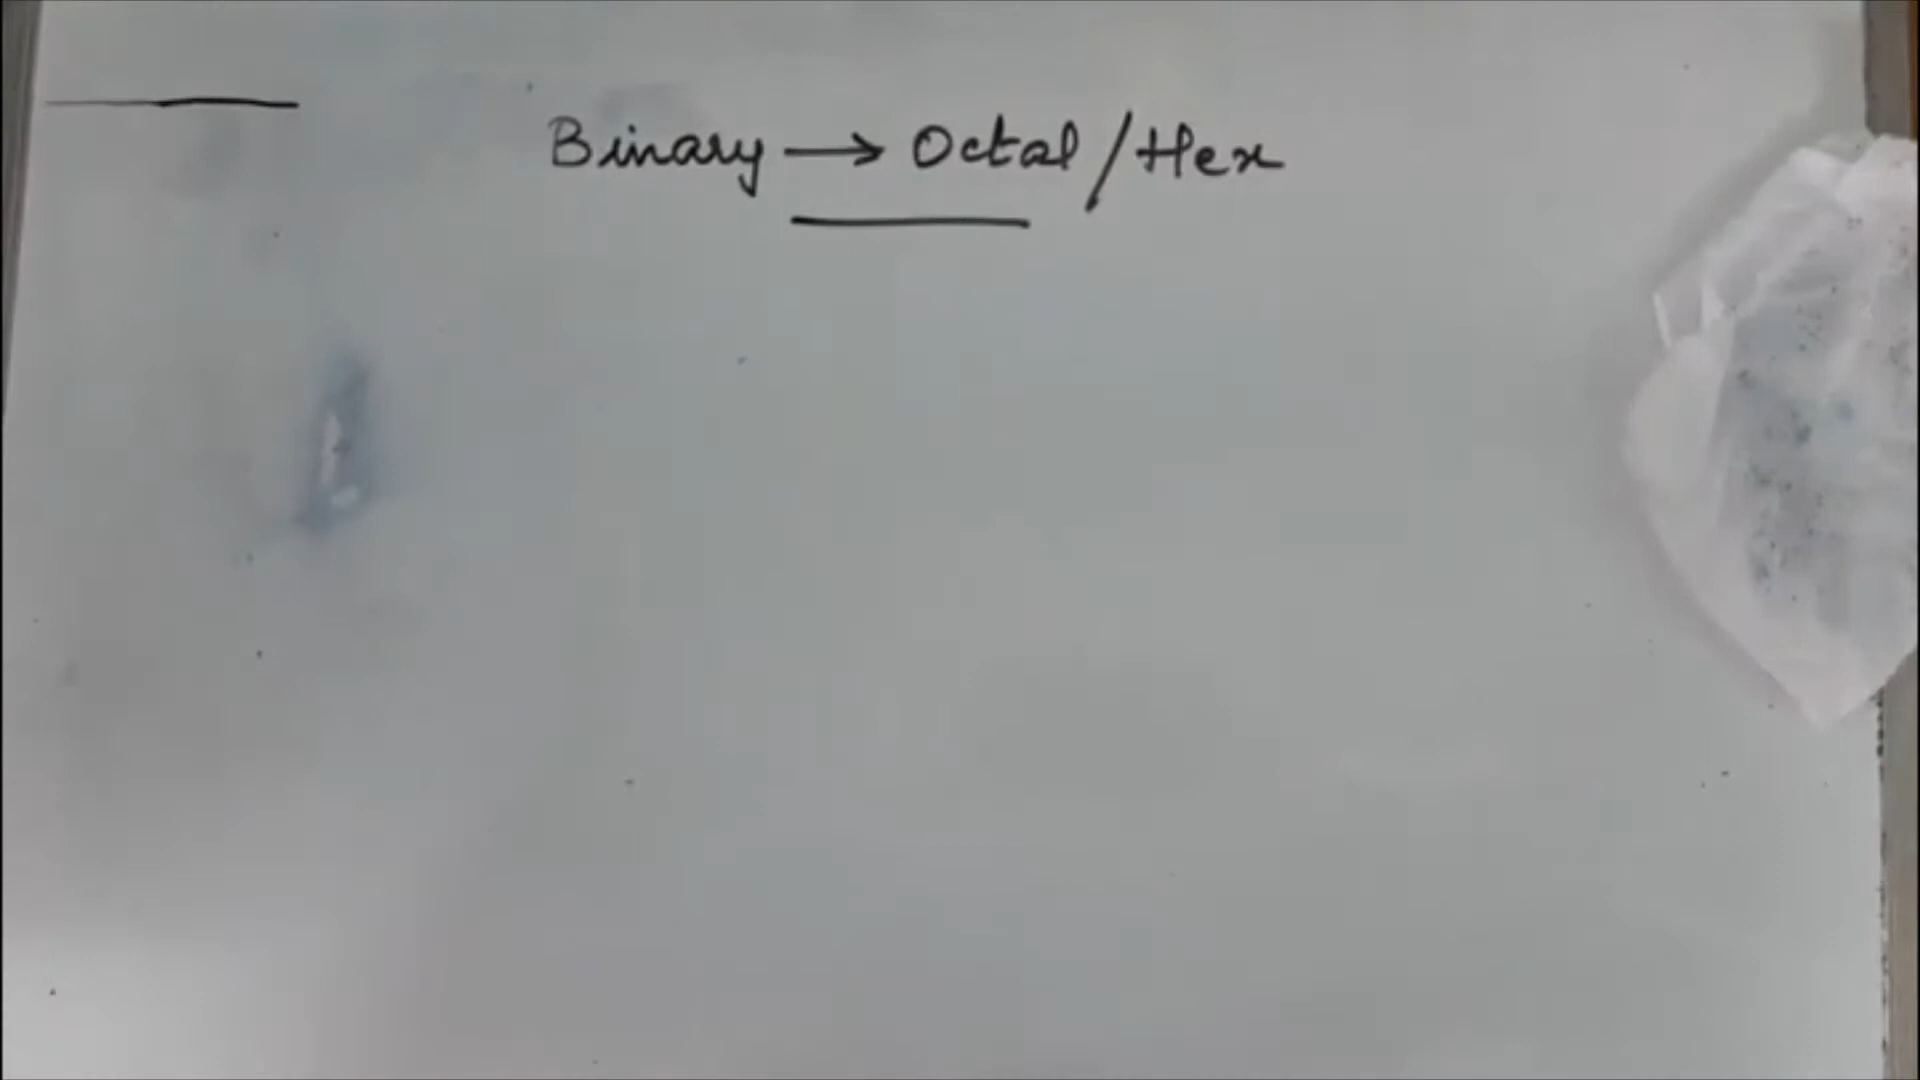 Binary → Octal / Hex